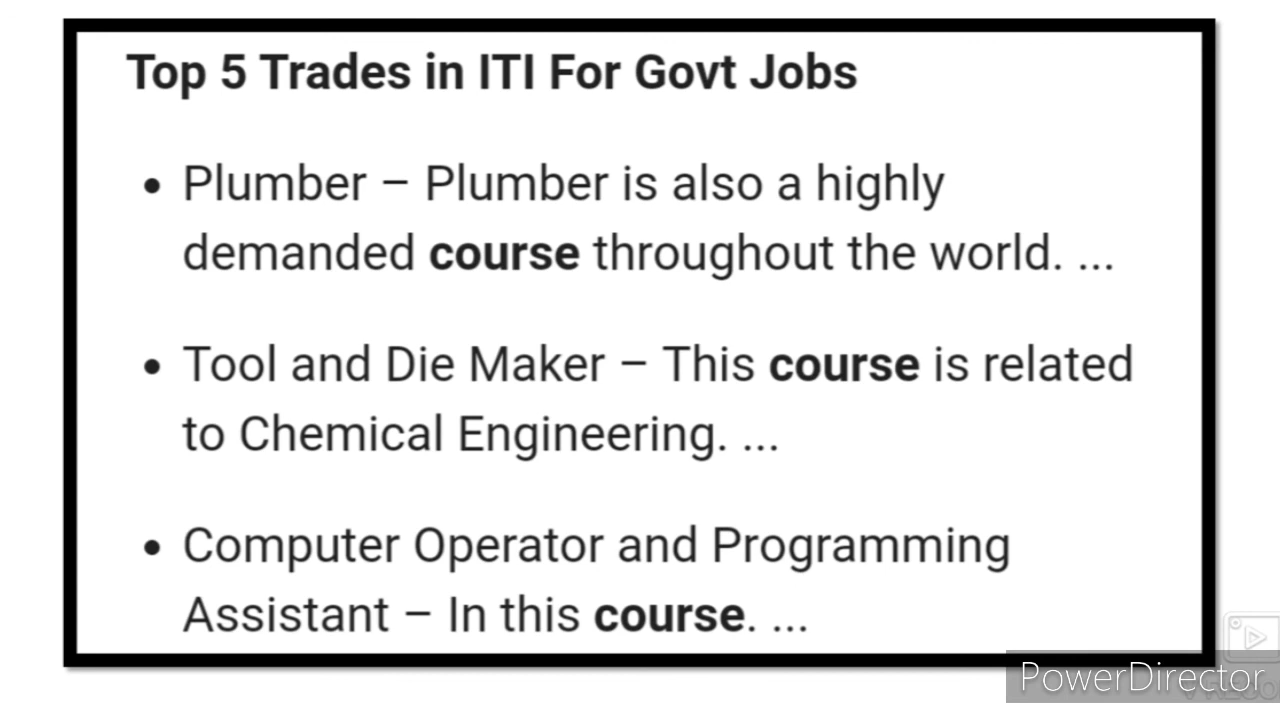 Top 5 Trades in ITI For Govt Jobs
• Plumber – Plumber is also a highly
demanded course throughout the world. ...
• Tool and Die Maker – This course is related
to Chemical Engineering. ...
• Computer Operator and Programming
Assistant – In this course. ...
PowerDirector